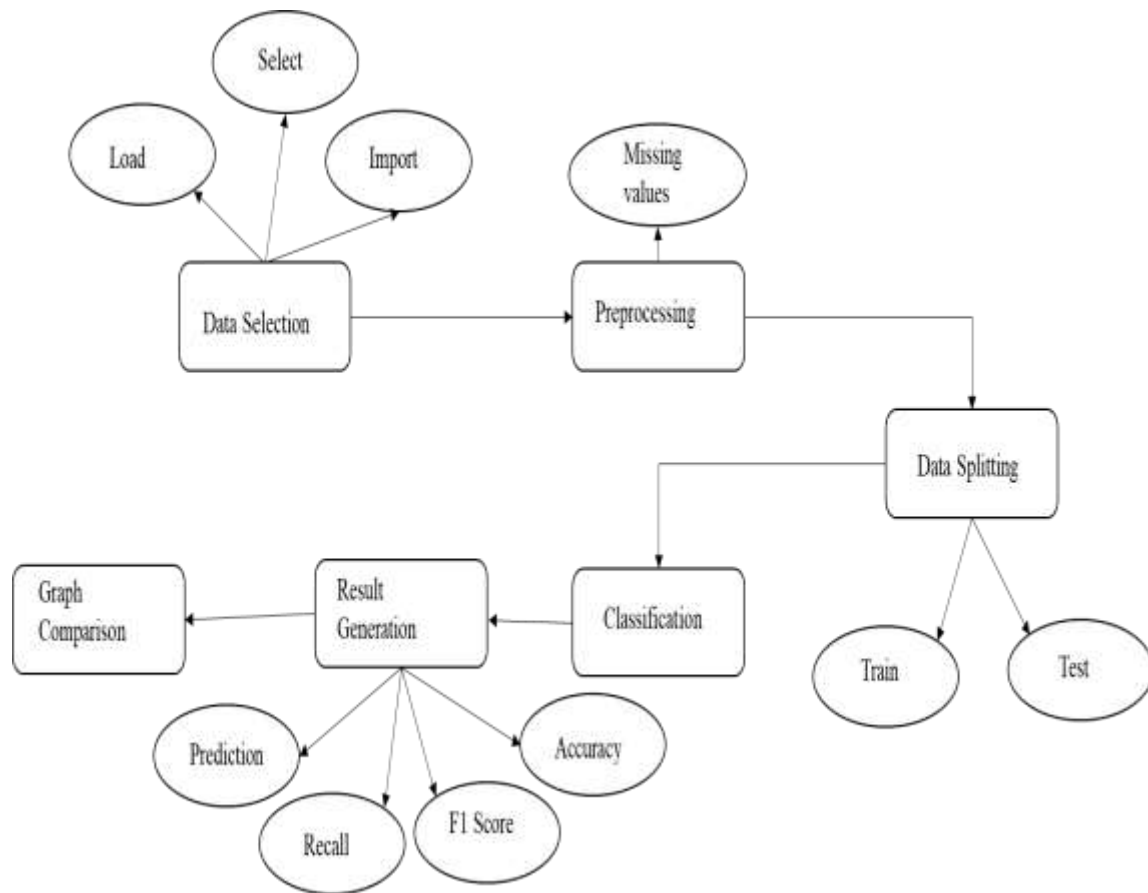 Select
Load
Import
Missing
values
Data Selection
Preprocessing
Data Splitting
Graph
Comparison
Result
Generation
Classification
Train
Test
Prediction
Accuracy
Recall
F1 Score